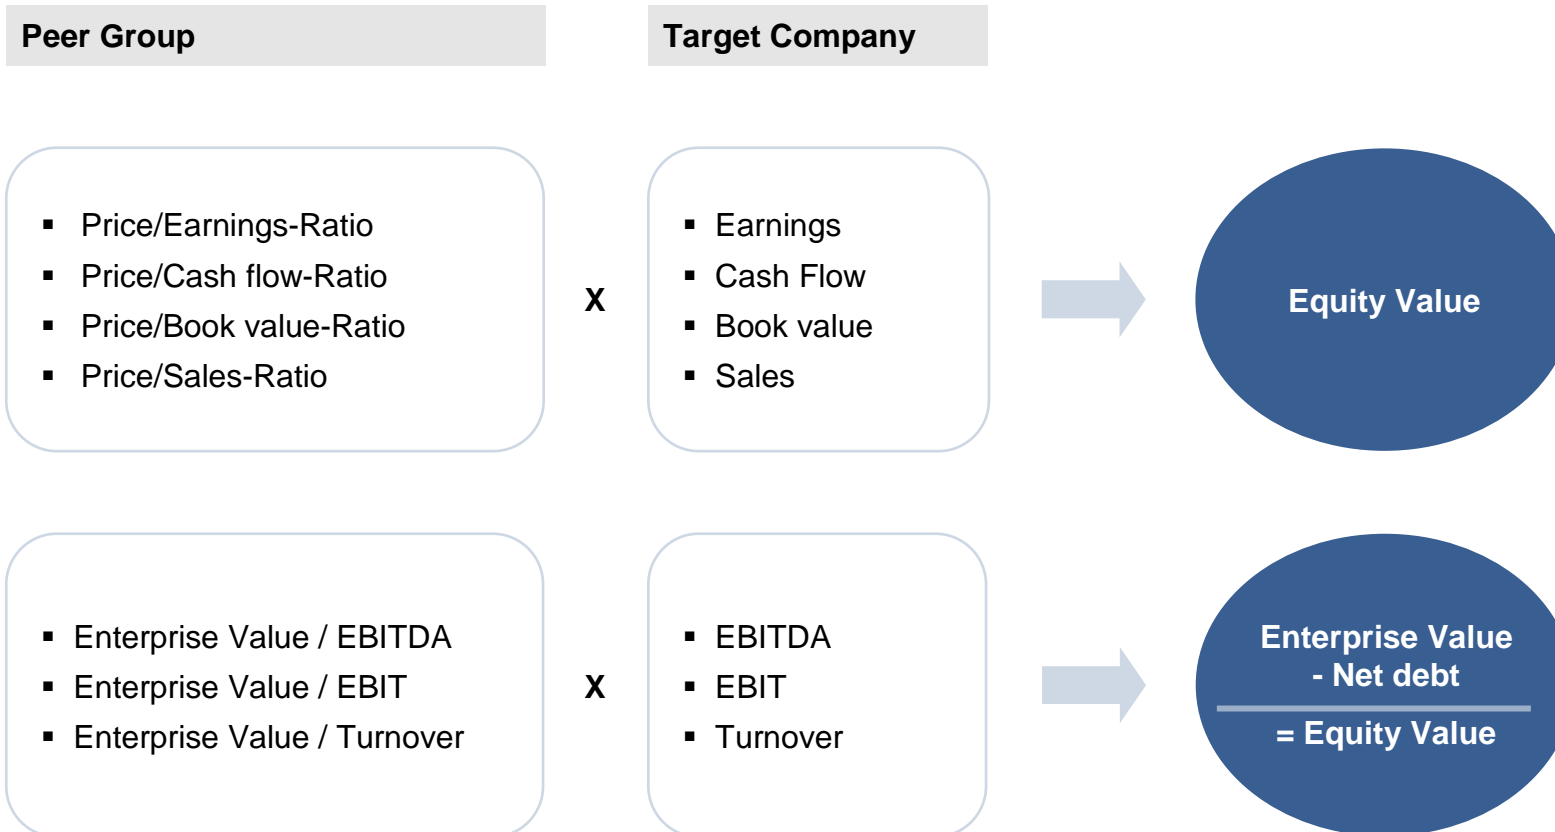 Peer Group
Target Company
▪ Price/Earnings-Ratio
▪ Price/Cash flow-Ratio
▪ Price/Book value-Ratio
▪ Price/Sales-Ratio
X
▪ Earnings
▪ Cash Flow
▪ Book value
▪ Sales
Equity Value
▪ Enterprise Value / EBITDA
▪ Enterprise Value / EBIT
▪ Enterprise Value / Turnover
X
▪ EBITDA
▪ EBIT
▪ Turnover
Enterprise Value
- Net debt
= Equity Value